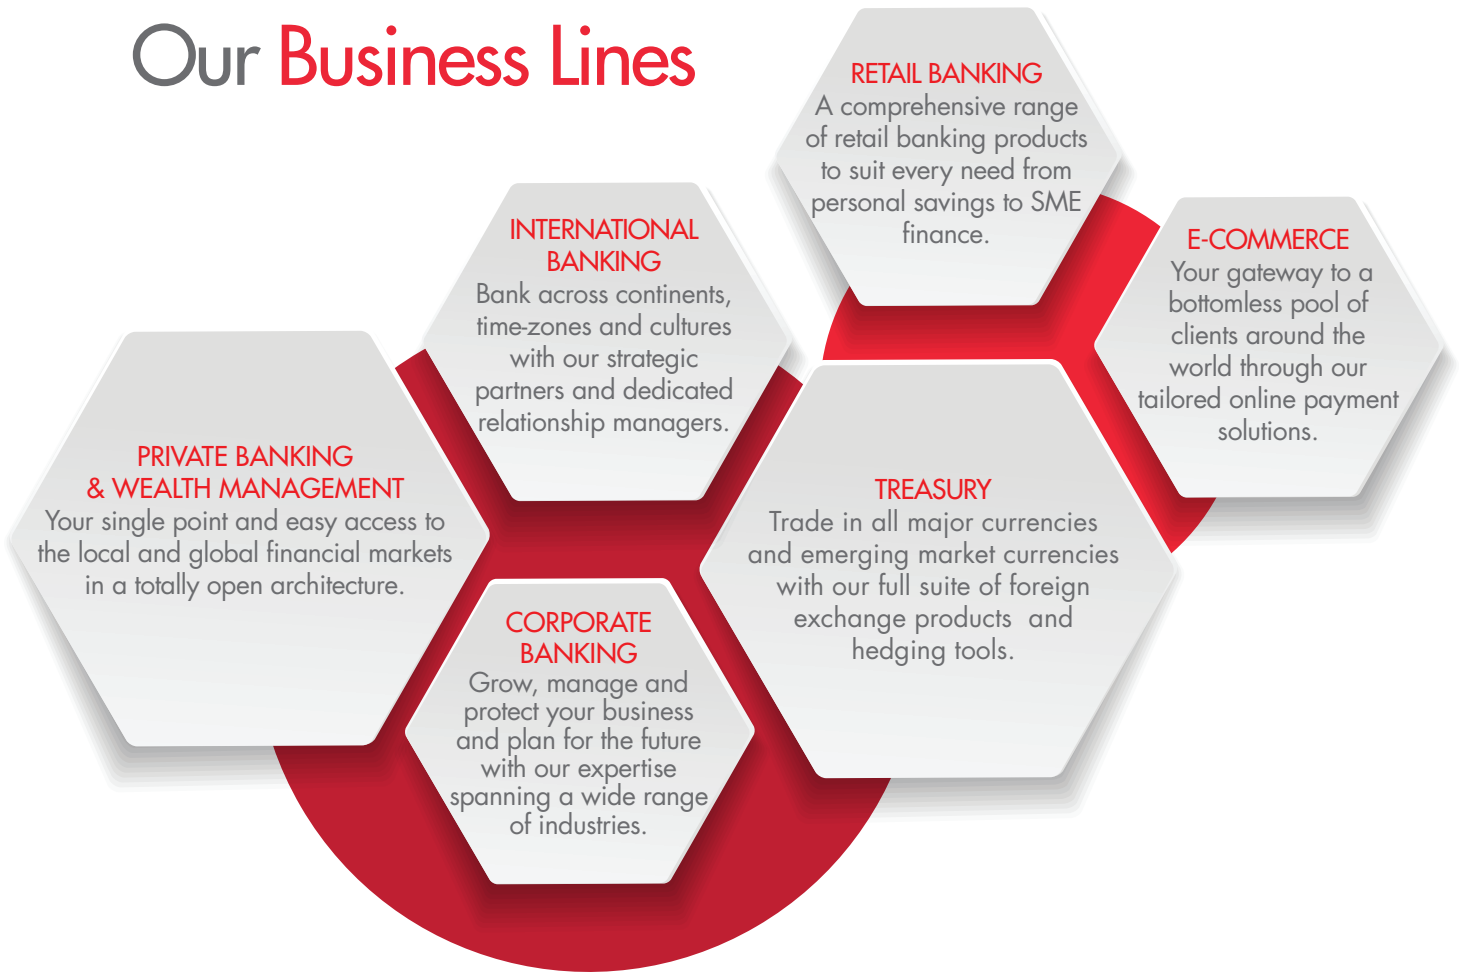 Our Business Lines
RETAIL BANKING
A comprehensive range
of retail banking products
to suit every need from
personal savings to SME
finance.
INTERNATIONAL
BANKING
Bank across continents,
time-zones and cultures
with our strategic
partners and dedicated
relationship managers.
E-COMMERCE
Your gateway to a
bottomless pool of
clients around the
world through our
tailored online payment
solutions.
PRIVATE BANKING
& WEALTH MANAGEMENT
Your single point and easy access to
the local and global financial markets
in a totally open architecture.
TREASURY
Trade in all major currencies
and emerging market currencies
with our full suite of foreign
exchange products and
hedging tools.
CORPORATE
BANKING
Grow, manage and
protect your business
and plan for the future
with our expertise
spanning a wide range
of industries.